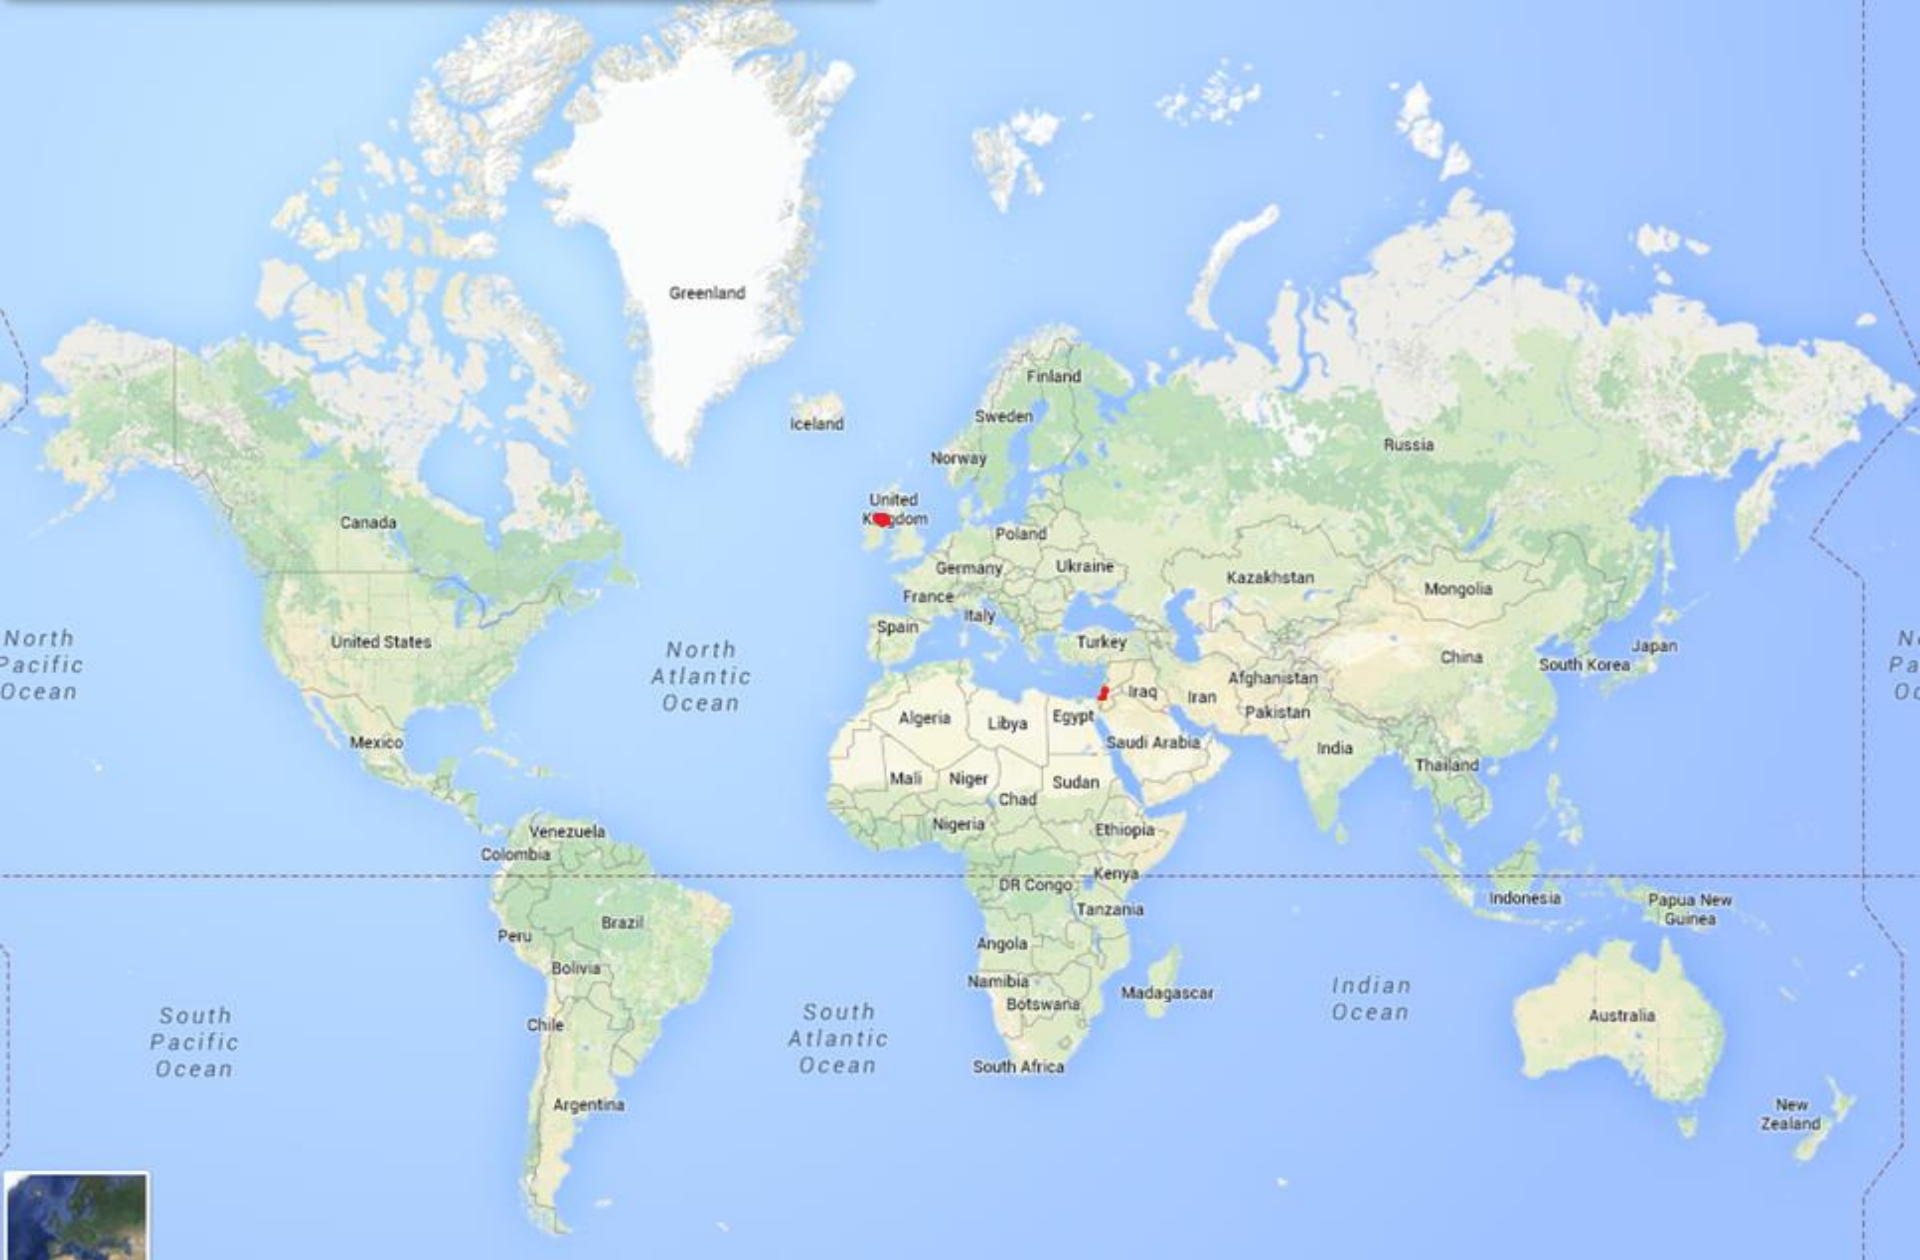 Greenland
Iceland
Finland
Sweden
Norway
Russia
United
Kingdom
Canada
Poland
Germany
Ukraine
Kazakhstan
Mongolia
France
Italy
Spain
Turkey
United States
North
Pacific
Ocean
North
Atlantic
Ocean
China
Japan
South Korea
Afghanistan
Iraq
Iran
Pakistan
Algeria
Libya
Egypt
Saudi Arabia
India
Thailand
Mexico
Mali
Niger
Chad
Sudan
Nigeria
Ethiopia
Venezuela
Colombia
DR Congo
Kenya
Tanzania
Indonesia
Papua New
Guinea
Brazil
Peru
Bolivia
Angola
Namibia
Botswana
Madagascar
Indian
Ocean
South
Pacific
Ocean
South
Atlantic
Ocean
Chile
Australia
South Africa
Argentina
New
Zealand